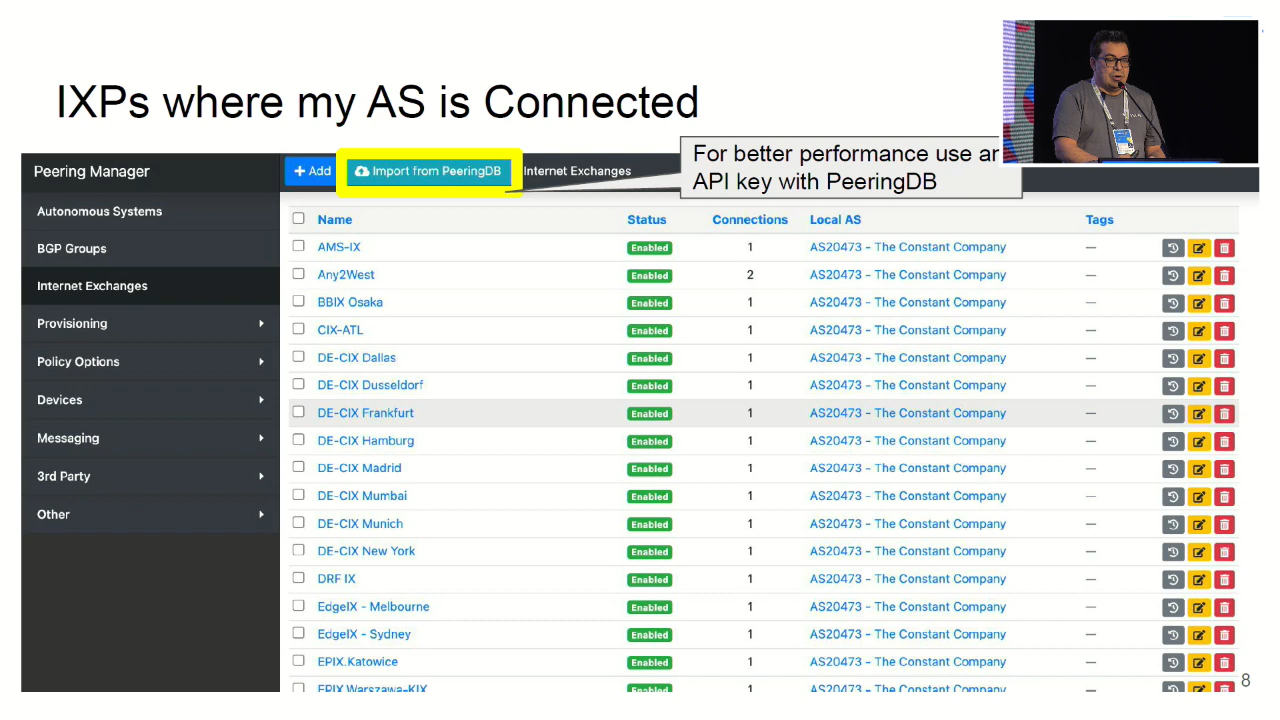 IXPs where my AS is Connected
For better performance use an
API key with PeeringDB
Peering Manager
+ Add
Import from PeeringDB
Internet Exchanges
Autonomous Systems
BGP Groups
Internet Exchanges
Provisioning
Policy Options
Devices
Messaging
3rd Party
Other
Name Status Connections Local AS Tags
AMS-IX Enabled 1 AS20473 - The Constant Company —
Any2West Enabled 2 AS20473 - The Constant Company —
BBIX Osaka Enabled 1 AS20473 - The Constant Company —
CIX-ATL Enabled 1 AS20473 - The Constant Company —
DE-CIX Dallas Enabled 1 AS20473 - The Constant Company —
DE-CIX Dusseldorf Enabled 1 AS20473 - The Constant Company —
DE-CIX Frankfurt Enabled 1 AS20473 - The Constant Company —
DE-CIX Hamburg Enabled 1 AS20473 - The Constant Company —
DE-CIX Madrid Enabled 1 AS20473 - The Constant Company —
DE-CIX Mumbai Enabled 1 AS20473 - The Constant Company —
DE-CIX Munich Enabled 1 AS20473 - The Constant Company —
DE-CIX New York Enabled 1 AS20473 - The Constant Company —
DRF IX Enabled 1 AS20473 - The Constant Company —
EdgeIX - Melbourne Enabled 1 AS20473 - The Constant Company —
EdgeIX - Sydney Enabled 1 AS20473 - The Constant Company —
EPIX.Katowice Enabled 1 AS20473 - The Constant Company —
EPIX.Warszawa-KIX Enabled 1 AS20473 - The Constant Company —
8